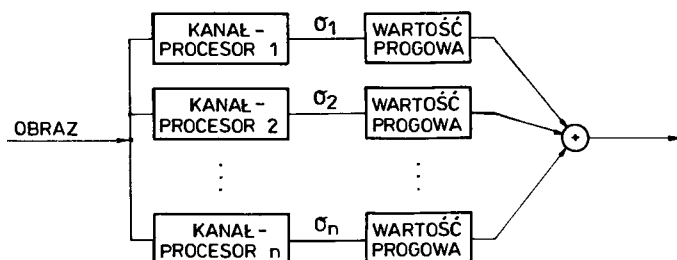 KANAŁ-
PROCESOR 1
σ1
WARTOŚĆ
PROGOWA
OBRAZ
KANAŁ-
PROCESOR 2
σ2
WARTOŚĆ
PROGOWA
+
KANAŁ-
PROCESOR n
σn
WARTOŚĆ
PROGOWA